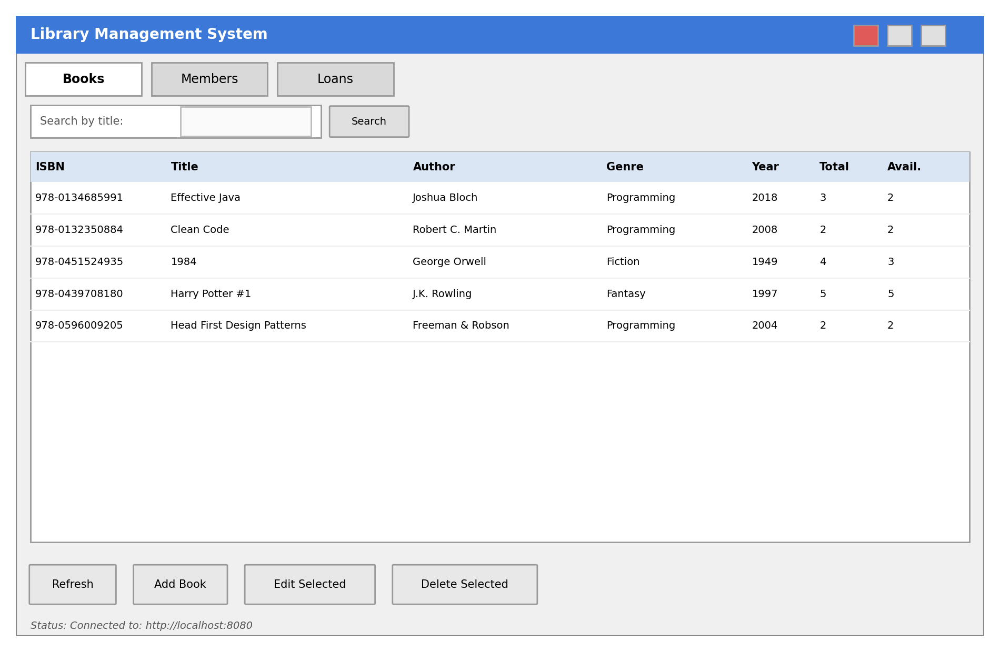 Library Management System
Books Members Loans
Search by title: Search
ISBN Title Author Genre Year Total Avail.
978-0134685991 Effective Java Joshua Bloch Programming 2018 3 2
978-0132350884 Clean Code Robert C. Martin Programming 2008 2 2
978-0451524935 1984 George Orwell Fiction 1949 4 3
978-0439708180 Harry Potter #1 J.K. Rowling Fantasy 1997 5 5
978-0596009205 Head First Design Patterns Freeman & Robson Programming 2004 2 2
Refresh Add Book Edit Selected Delete Selected
Status: Connected to: http://localhost:8080